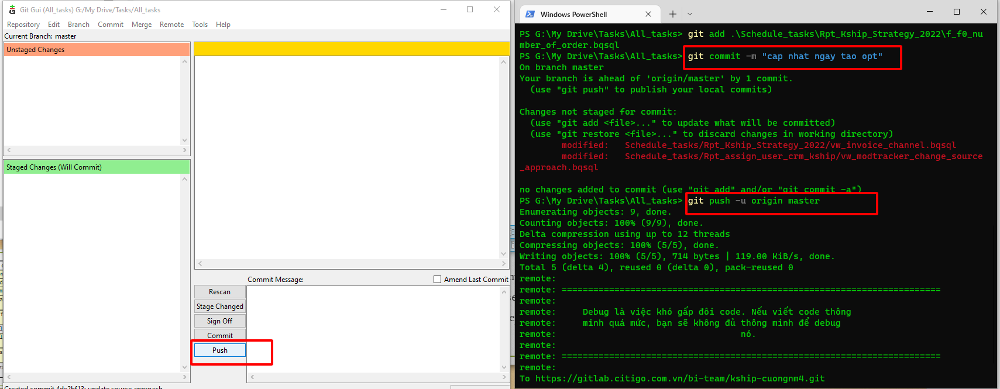 Git Gui (All_tasks) G:/My Drive/Tasks/All_tasks
Repository Edit Branch Commit Merge Remote Tools Help
Current Branch: master
Unstaged Changes
Staged Changes (Will Commit)
Commit Message:
Amend Last Commit
Rescan
Stage Changed
Sign Off
Commit
Push
Created commit 4de2bf13: update source approach
Windows PowerShell
PS G:\My Drive\Tasks\All_tasks> git add .\Schedule_tasks\Rpt_Kship_Strategy_2022\f_f0_nu
mber_of_order.bqsql
PS G:\My Drive\Tasks\All_tasks> git commit -m "cap nhat ngay tao opt"
On branch master
Your branch is ahead of 'origin/master' by 1 commit.
(use "git push" to publish your local commits)
Changes not staged for commit:
(use "git add <file>..." to update what will be committed)
(use "git restore <file>..." to discard changes in working directory)
modified: Schedule_tasks/Rpt_Kship_Strategy_2022/vw_invoice_channel.bqsql
modified: Schedule_tasks/Rpt_assign_user_crm_kship/vw_modtracker_change_source
_approach.bqsql
no changes added to commit (use "git add" and/or "git commit -a")
PS G:\My Drive\Tasks\All_tasks> git push -u origin master
Enumerating objects: 9, done.
Counting objects: 100% (9/9), done.
Delta compression using up to 12 threads
Compressing objects: 100% (5/5), done.
Writing objects: 100% (5/5), 714 bytes | 119.00 KiB/s, done.
Total 5 (delta 4), reused 0 (delta 0), pack-reused 0
remote:
remote: ========================================================================
remote:
remote: Debug là việc khó gấp đôi code. Nếu viết code thông
remote: minh quá mức, bạn sẽ không đủ thông minh để debug
remote: nó.
remote:
remote: ========================================================================
remote:
To https://gitlab.citigo.com.vn/bi-team/kship-cuongnm4.git